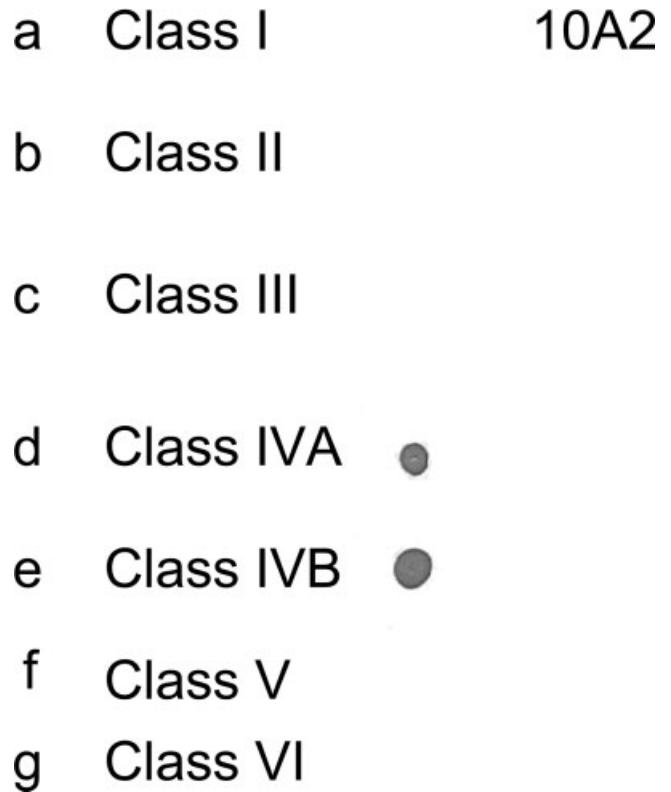 a Class I 10A2
b Class II
c Class III
d Class IVA
e Class IVB
f Class V
g Class VI